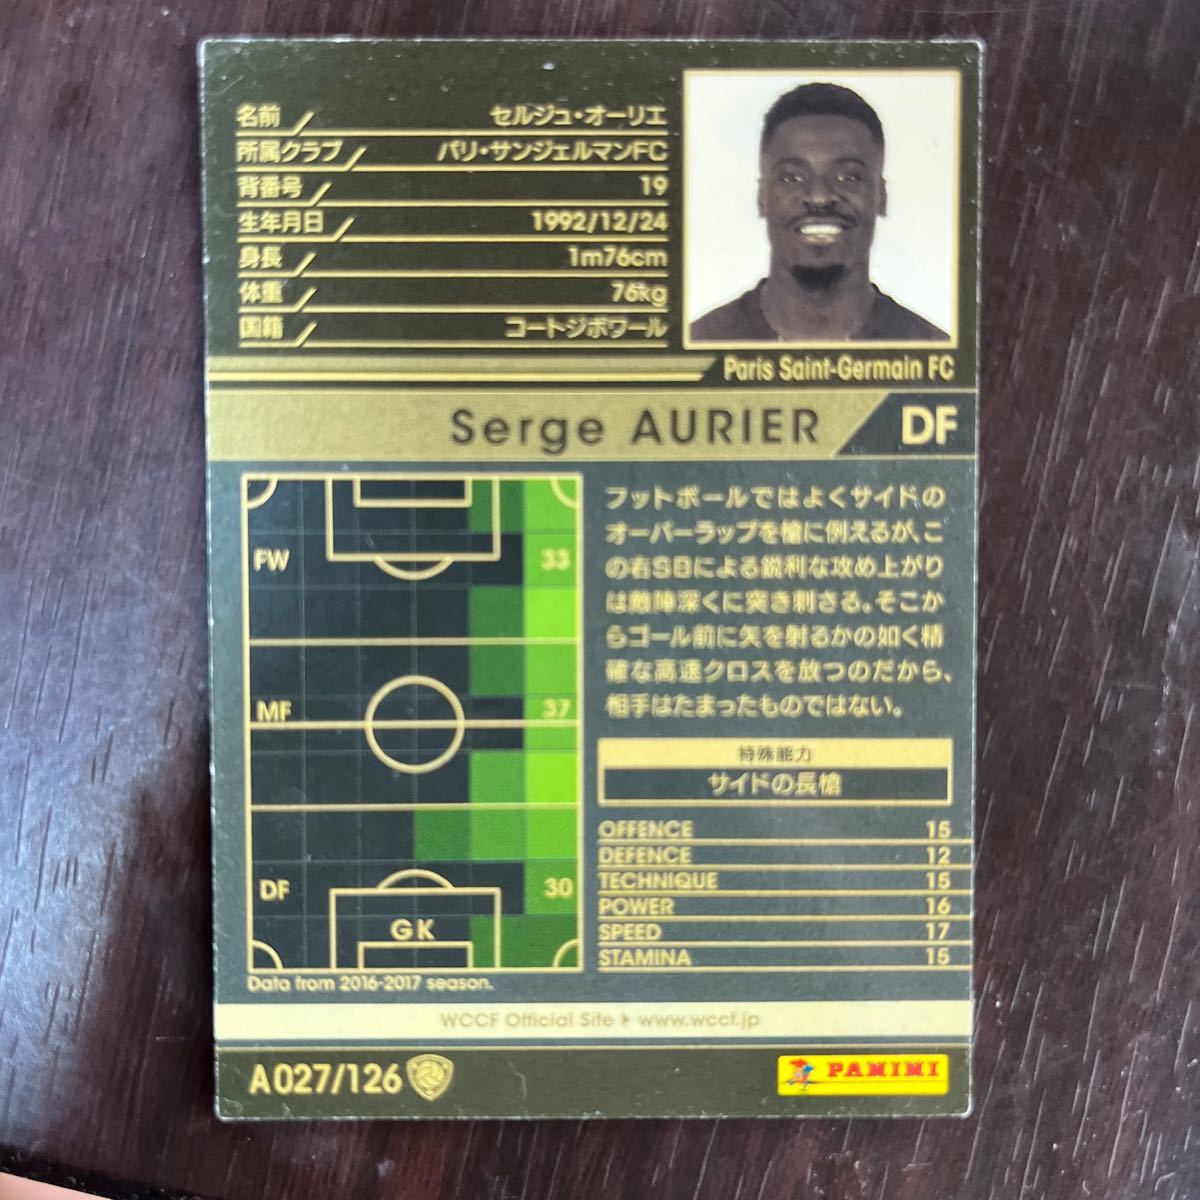 名前 セルジュ・オーリエ
所属クラブ パリ・サンジェルマンFC
背番号 19
生年月日 1992/12/24
身長 1m76cm
体重 76kg
国籍 コートジボワール
Paris Saint-Germain FC
Serge AURIER DF
FW 33
MF 37
DF 30
GK
Data from 2016-2017 season.
フットボールではよくサイドの
オーバーラップを槍に例えるが、こ
の右SBによる鋭利な攻め上がり
は敵陣深くに突き刺さる。そこか
らゴール前に矢を射るかの如く精
確な高速クロスを放つのだから、
相手はたまったものではない。
特殊能力
サイドの長槍
OFFENCE 15
DEFENCE 12
TECHNIQUE 15
POWER 16
SPEED 17
STAMINA 15
WCCF Official Site ▶ www.wccf.jp
A027/126
PANINI